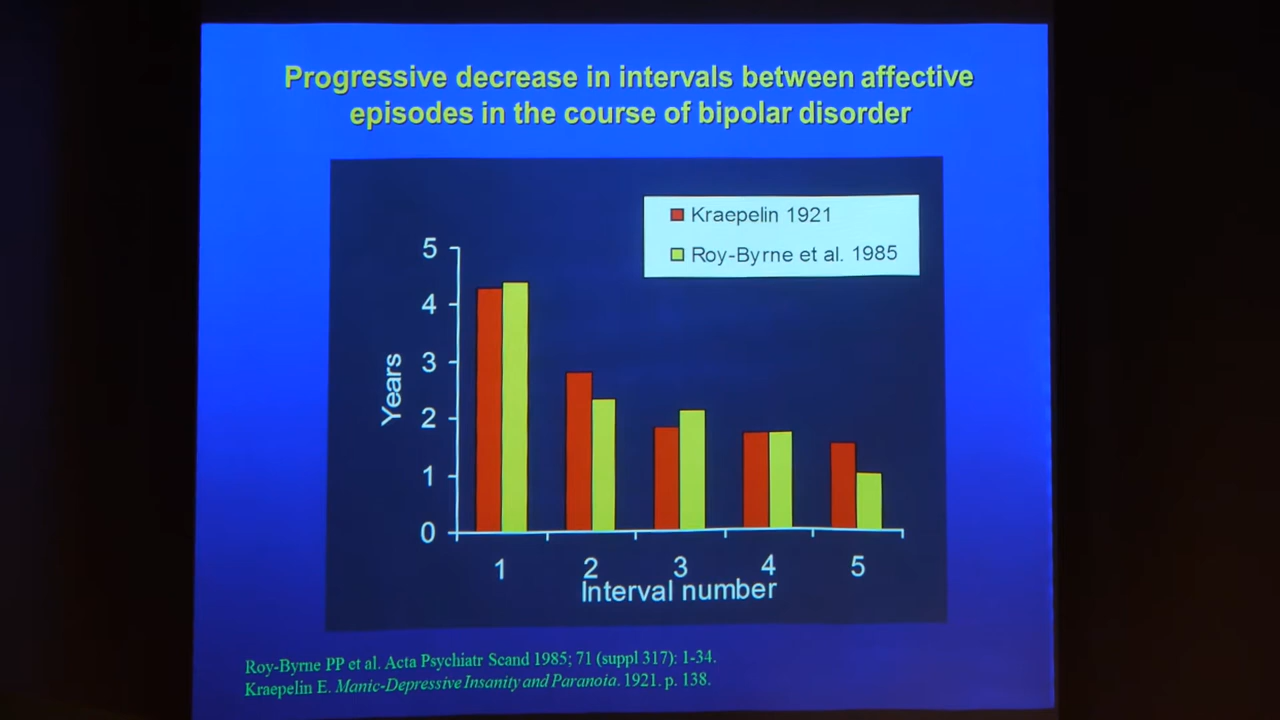 Progressive decrease in intervals between affective
episodes in the course of bipolar disorder
Kraepelin 1921
Roy-Byrne et al. 1985
5
4
3
2
1
0
Years
1 2 3 4 5
Interval number
Roy-Byrne PP et al. Acta Psychiatr Scand 1985; 71 (suppl 317): 1-34.
Kraepelin E. Manic-Depressive Insanity and Paranoia. 1921. p. 138.